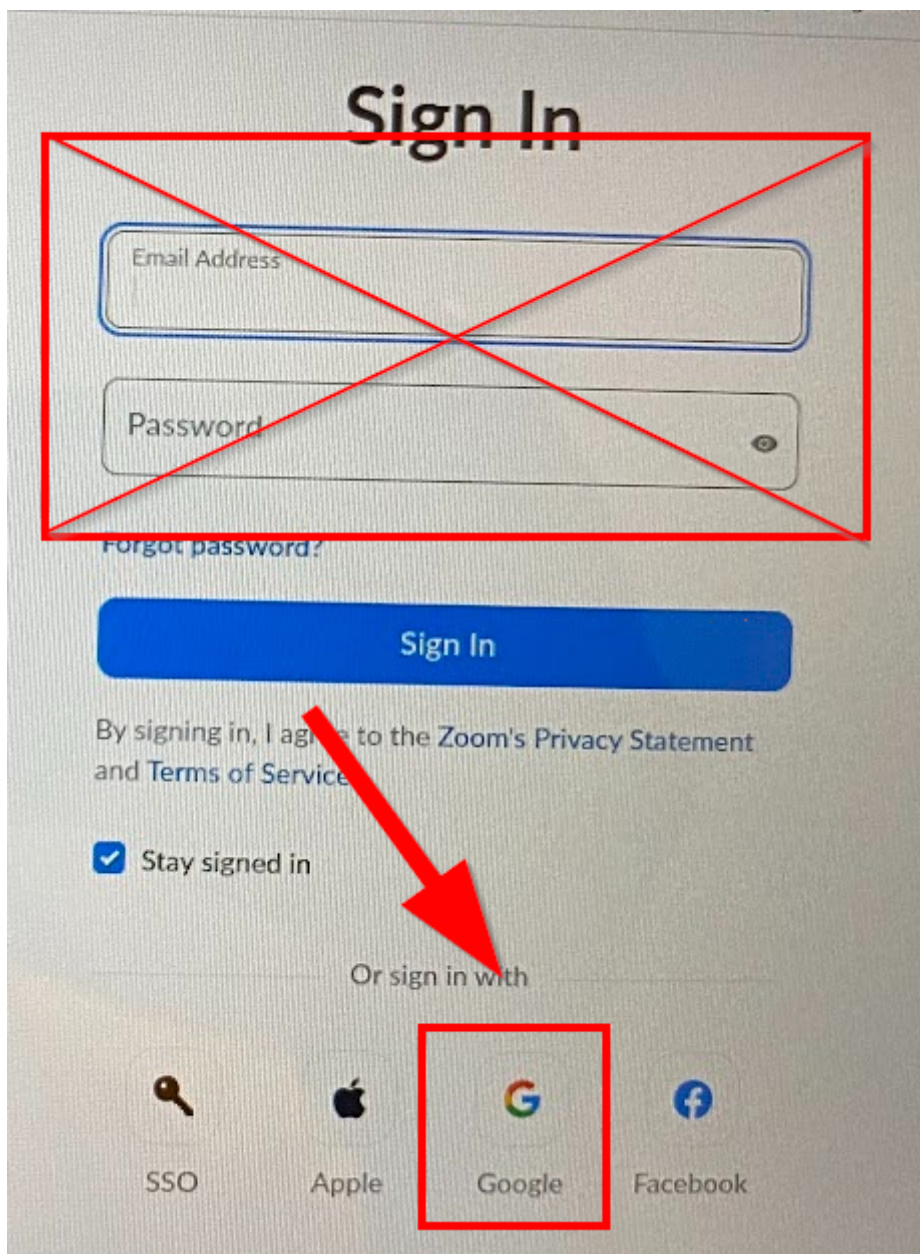 Sign In
Email Address
Password
Forgot password?
Sign In
By signing in, I agree to the Zoom's Privacy Statement
and Terms of Service
Stay signed in
Or sign in with
SSO
Apple
Google
Facebook